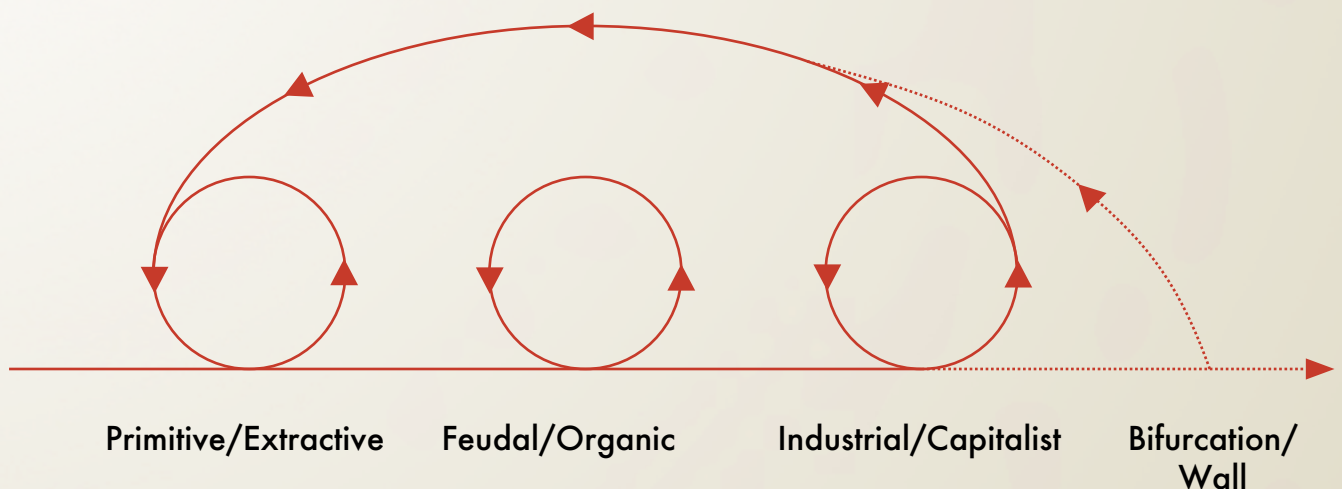 Primitive/Extractive
Feudal/Organic
Industrial/Capitalist
Bifurcation/
Wall